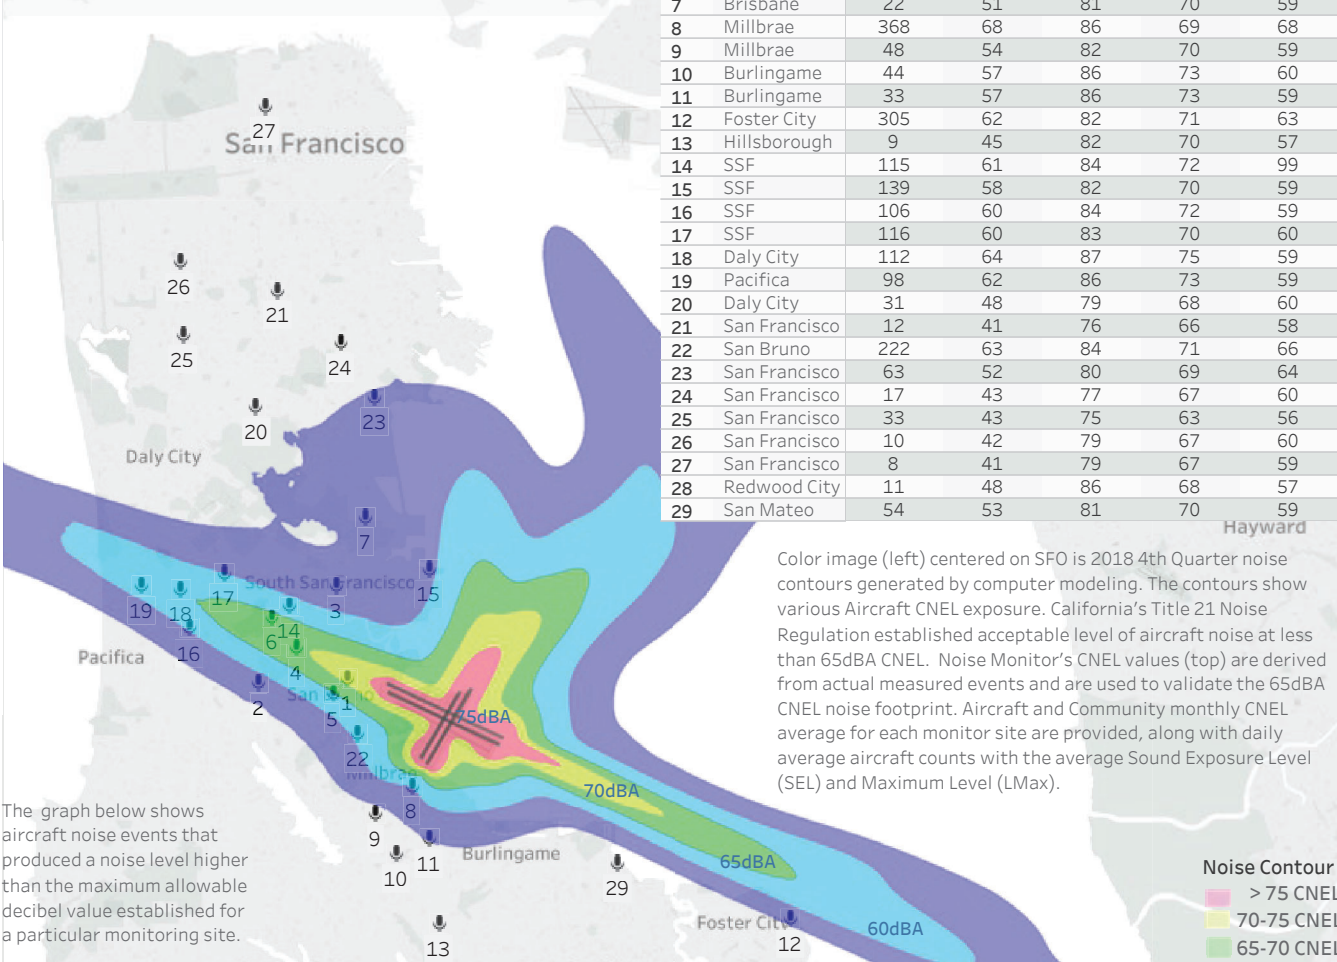 7 Brisbane 22 51 81 70 59
8 Millbrae 368 68 86 69 68
9 Millbrae 48 54 82 70 59
10 Burlingame 44 57 86 73 60
11 Burlingame 33 57 86 73 59
12 Foster City 305 62 82 71 63
13 Hillsborough 9 45 82 70 57
14 SSF 115 61 84 72 99
15 SSF 139 58 82 70 59
16 SSF 106 60 84 72 59
17 SSF 116 60 83 70 60
18 Daly City 112 64 87 75 59
19 Pacifica 98 62 86 73 59
20 Daly City 31 48 79 68 60
21 San Francisco 12 41 76 66 58
22 San Bruno 222 63 84 71 66
23 San Francisco 63 52 80 69 64
24 San Francisco 17 43 77 67 60
25 San Francisco 33 43 75 63 56
26 San Francisco 10 42 79 67 60
27 San Francisco 8 41 79 67 59
28 Redwood City 11 48 86 68 57
29 San Mateo 54 53 81 70 59
27
San Francisco
26
21
25
24
23
20
Daly City
7
South San Francisco
15
19
18
17
3
14
6
16
4
Pacifica
2
San Bruno
1
5
75dBA
22
Millbrae
70dBA
8
9
11
10
Burlingame
65dBA
29
Foster City
12
60dBA
13
Hayward
Color image (left) centered on SFO is 2018 4th Quarter noise
contours generated by computer modeling. The contours show
various Aircraft CNEL exposure. California's Title 21 Noise
Regulation established acceptable level of aircraft noise at less
than 65dBA CNEL. Noise Monitor's CNEL values (top) are derived
from actual measured events and are used to validate the 65dBA
CNEL noise footprint. Aircraft and Community monthly CNEL
average for each monitor site are provided, along with daily
average aircraft counts with the average Sound Exposure Level
(SEL) and Maximum Level (LMax).
The graph below shows
aircraft noise events that
produced a noise level higher
than the maximum allowable
decibel value established for
a particular monitoring site.
Noise Contour
> 75 CNEL
70-75 CNEL
65-70 CNEL